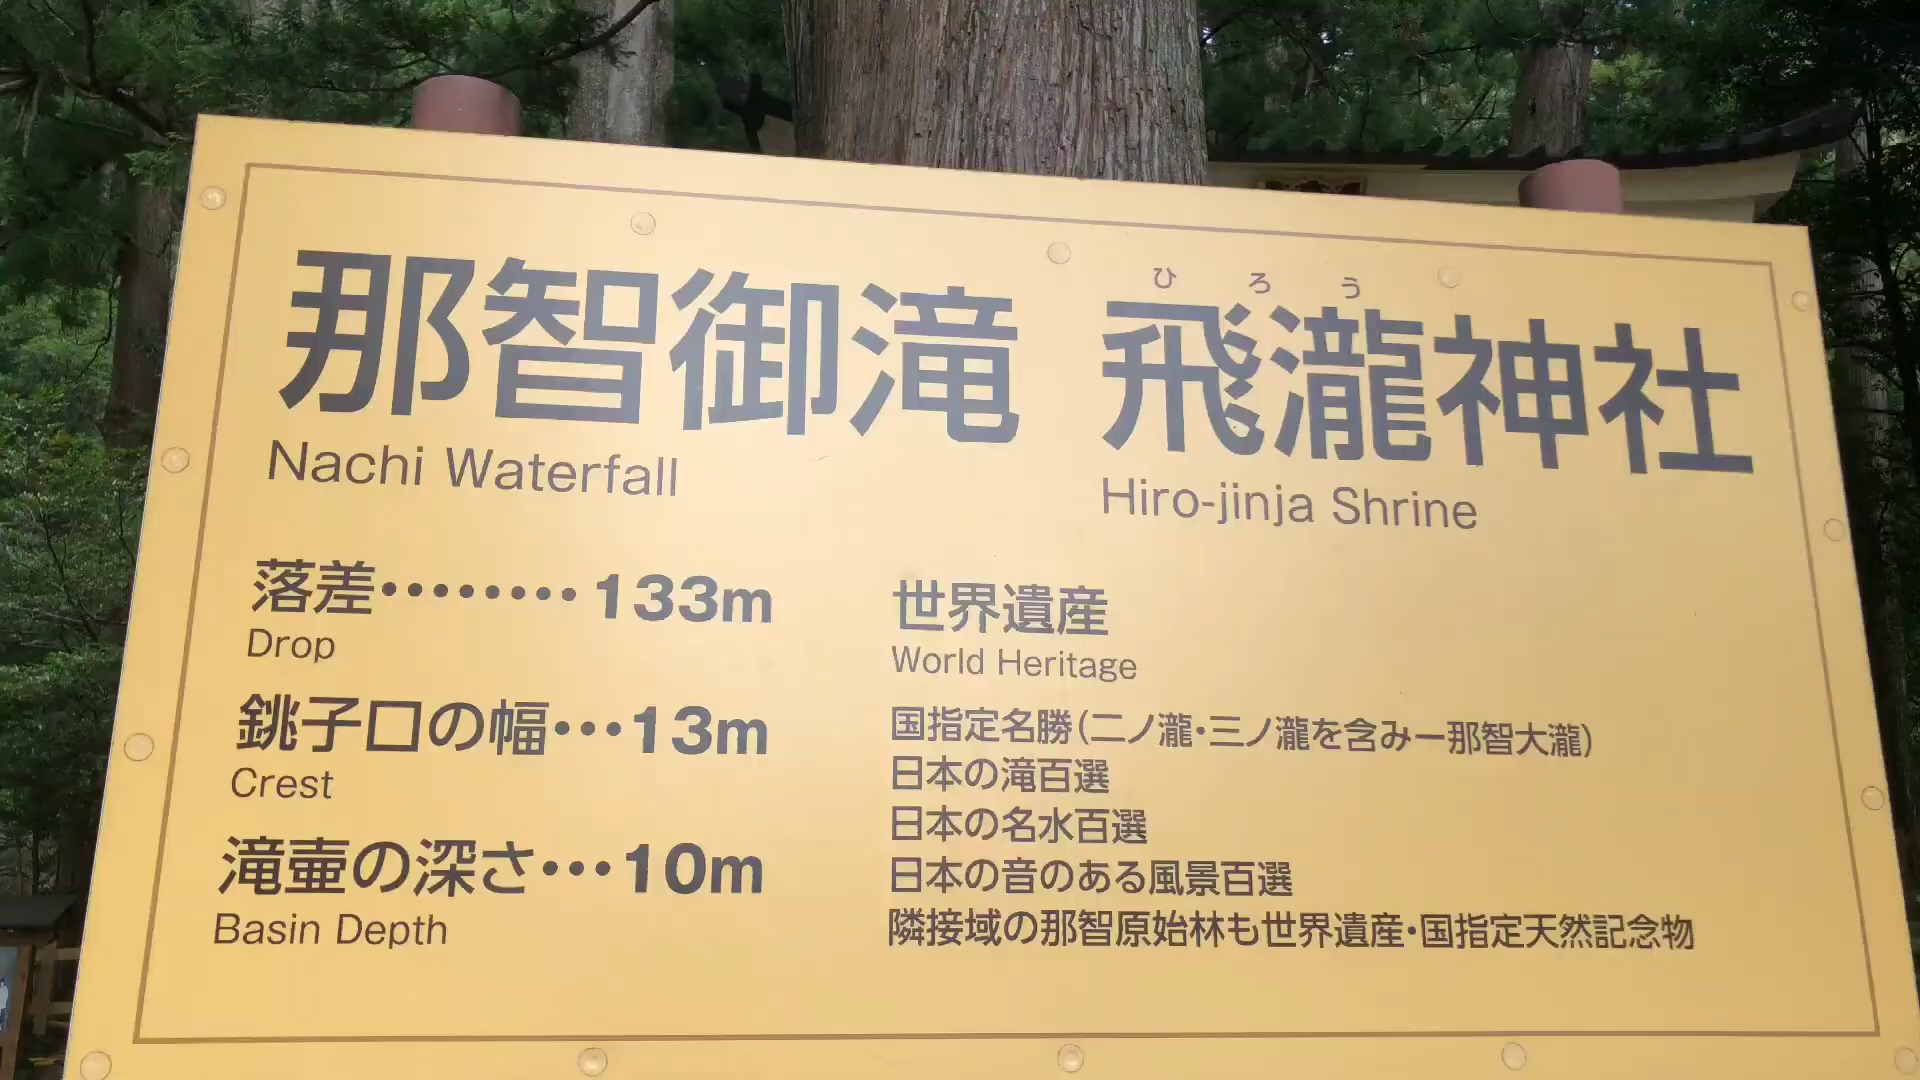 那智御滝
Nachi Waterfall
ひろう
飛瀧神社
Hiro-jinja Shrine
落差········133m
Drop
銚子口の幅···13m
Crest
滝壷の深さ···10m
Basin Depth
世界遺産
World Heritage
国指定名勝(二ノ瀧・三ノ瀧を含みー那智大瀧)
日本の滝百選
日本の名水百選
日本の音のある風景百選
隣接域の那智原始林も世界遺産・国指定天然記念物